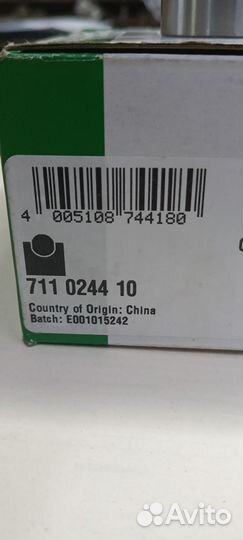 4 005108 744180
711 0244 10
Country of Origin: China
Batch: E001015242
Avito